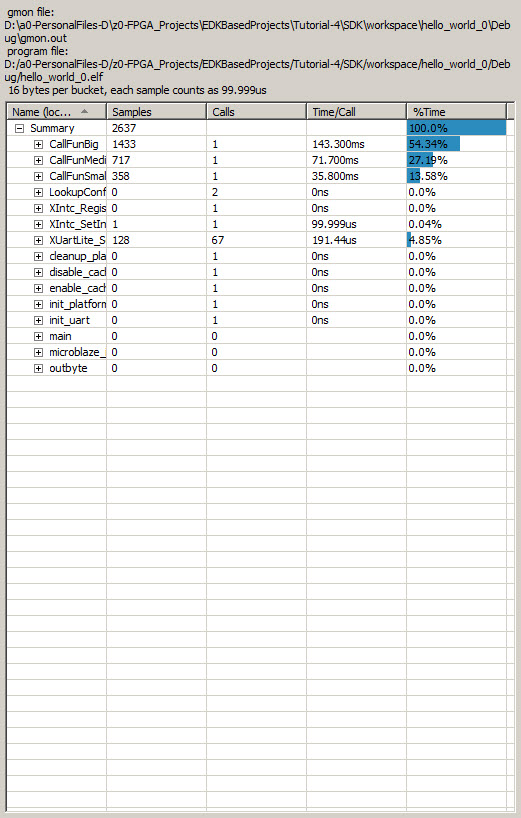 gmon file:
D:\a0-PersonalFiles-D\z0-FPGA_Projects\EDKBasedProjects\Tutorial-4\SDK\workspace\hello_world_0\Deb
ug\gmon.out
program file:
D:/a0-PersonalFiles-D/z0-FPGA_Projects/EDKBasedProjects/Tutorial-4/SDK/workspace/hello_world_0/De
bug/hello_world_0.elf
16 bytes per bucket, each sample counts as 99.999us
Name (loc... Samples Calls Time/Call %Time
Summary 2637 100.0%
CallFunBig 1433 1 143.300ms 54.34%
CallFunMedi 717 1 71.700ms 27.19%
CallFunSmal 358 1 35.800ms 13.58%
LookupConf 0 2 0ns 0.0%
XIntc_Regis 0 1 0ns 0.0%
XIntc_SetIn 1 1 99.999us 0.04%
XUartLite_S 128 67 191.44us 4.85%
cleanup_pla 0 1 0ns 0.0%
disable_cach 0 1 0ns 0.0%
enable_cach 0 1 0ns 0.0%
init_platform 0 1 0ns 0.0%
init_uart 0 1 0ns 0.0%
main 0 0 0.0%
microblaze_ 0 0 0.0%
outbyte 0 0 0.0%